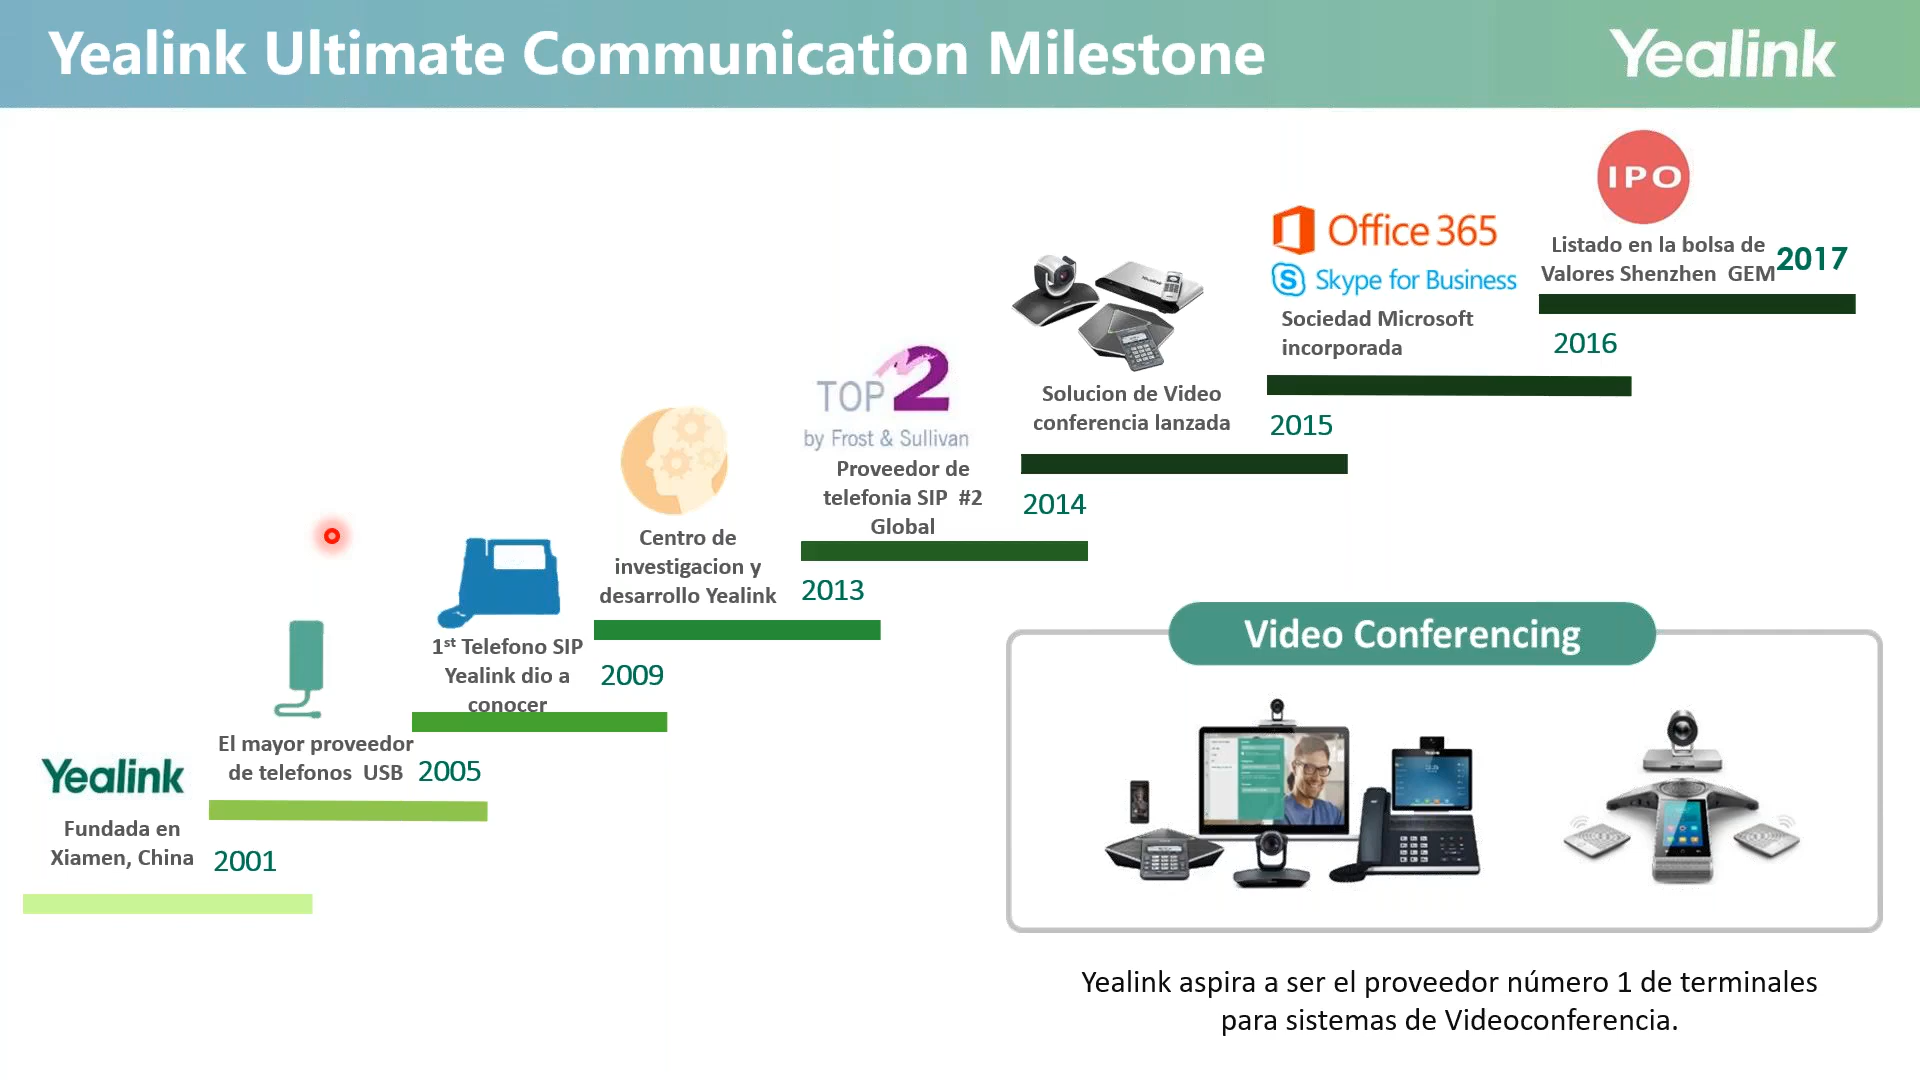 Yealink Ultimate Communication Milestone
Yealink
Yealink
Fundada en
Xiamen, China
2001
El mayor proveedor
de telefonos USB
2005
1st Telefono SIP
Yealink dio a
conocer
2009
Centro de
investigacion y
desarrollo Yealink
2013
TOP 2
by Frost & Sullivan
Proveedor de
telefonia SIP #2
Global
2014
Solucion de Video
conferencia lanzada
2015
Office 365
Skype for Business
Sociedad Microsoft
incorporada
2016
IPO
Listado en la bolsa de
Valores Shenzhen GEM
2017
Video Conferencing
Yealink aspira a ser el proveedor número 1 de terminales
para sistemas de Videoconferencia.